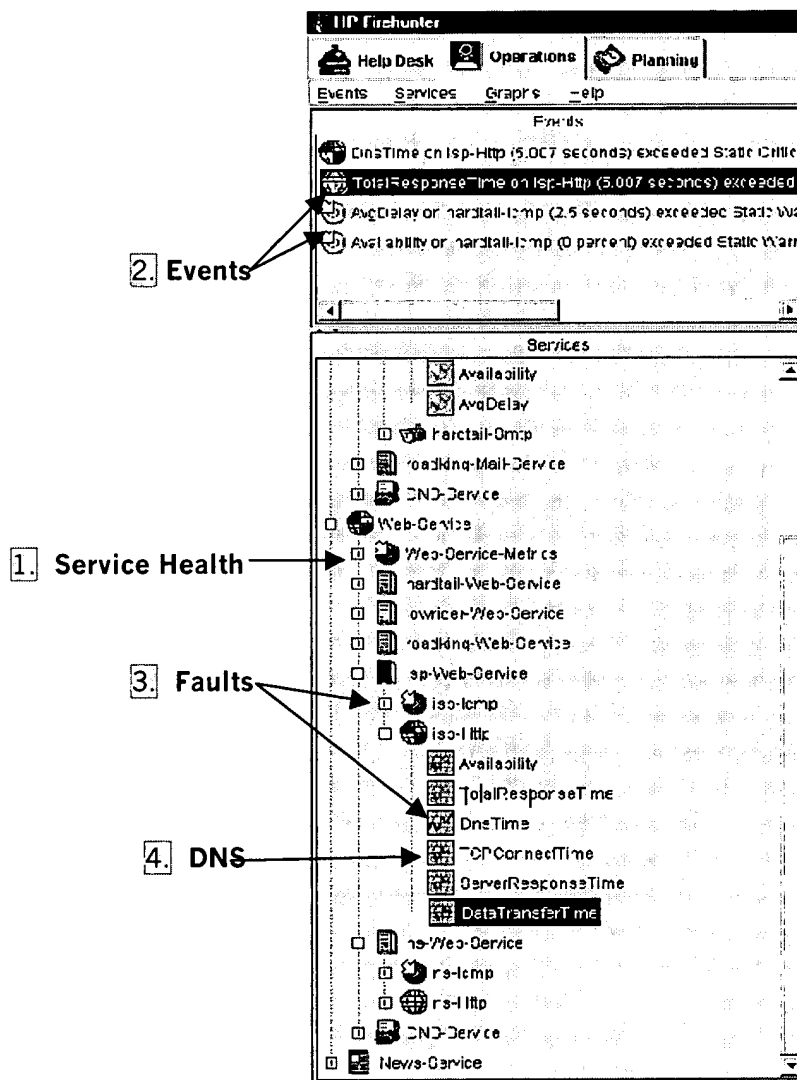 HP Firehunter
Help Desk Operations Planning
Events Services Graphs Help
Events
DnsTime on isp-Http (5.007 seconds) exceeded Static Critic
TotalResponseTime on isp-Http (5.007 seconds) exceeded
AvgDelay on hardtail-Icmp (2.5 seconds) exceeded Static Wa
Availability on hardtail-Icmp (0 percent) exceeded Static Warr
2. Events
Services
Availability
AvgDelay
hardtail-Smtp
roadking-Mail-Service
DNS-Service
Web-Service
1. Service Health
Web-Service-Metrics
hardtail-Web-Service
lowrider-Web-Service
roadking-Web-Service
isp-Web-Service
3. Faults
isp-Icmp
isp-Http
Availability
TotalResponseTime
DnsTime
4. DNS
TCPConnectTime
ServerResponseTime
DataTransferTime
ns-Web-Service
ns-Icmp
ns-Http
DNS-Service
News-Service